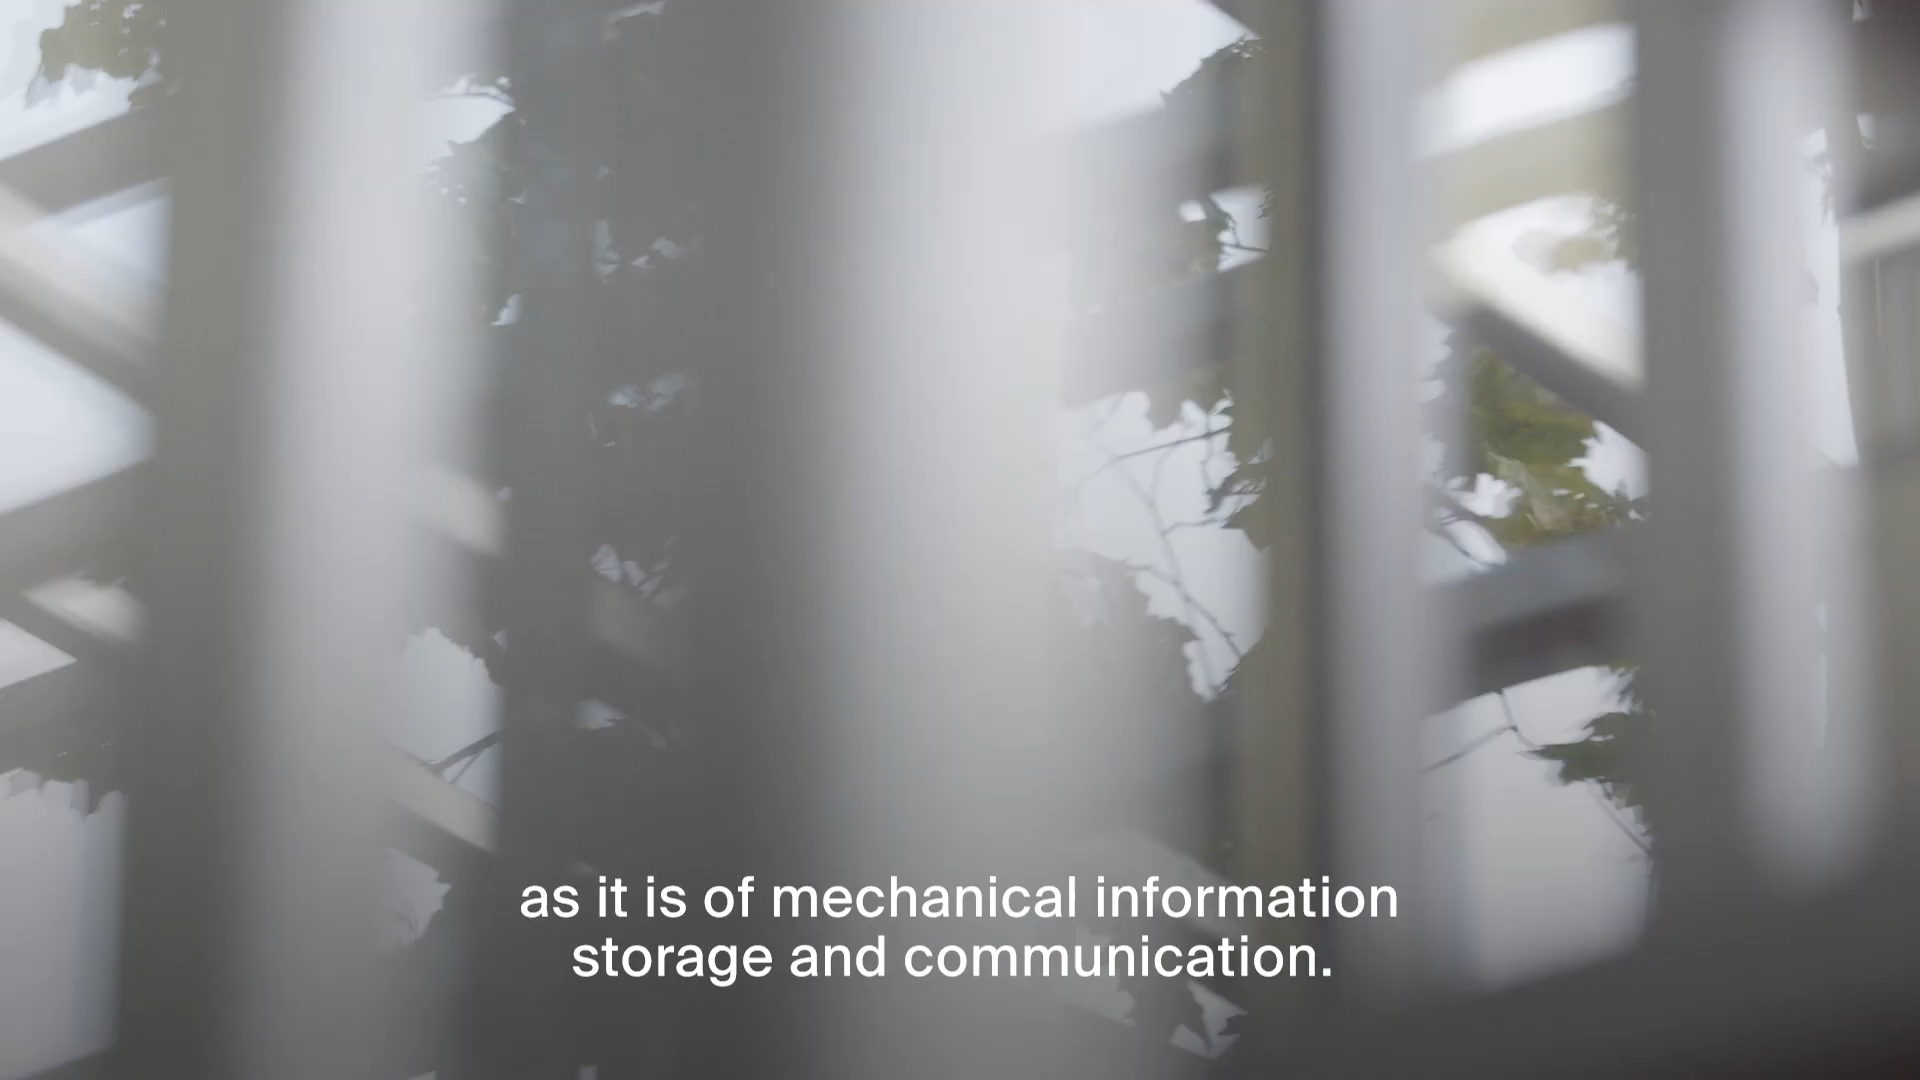 as it is of mechanical information
storage and communication.